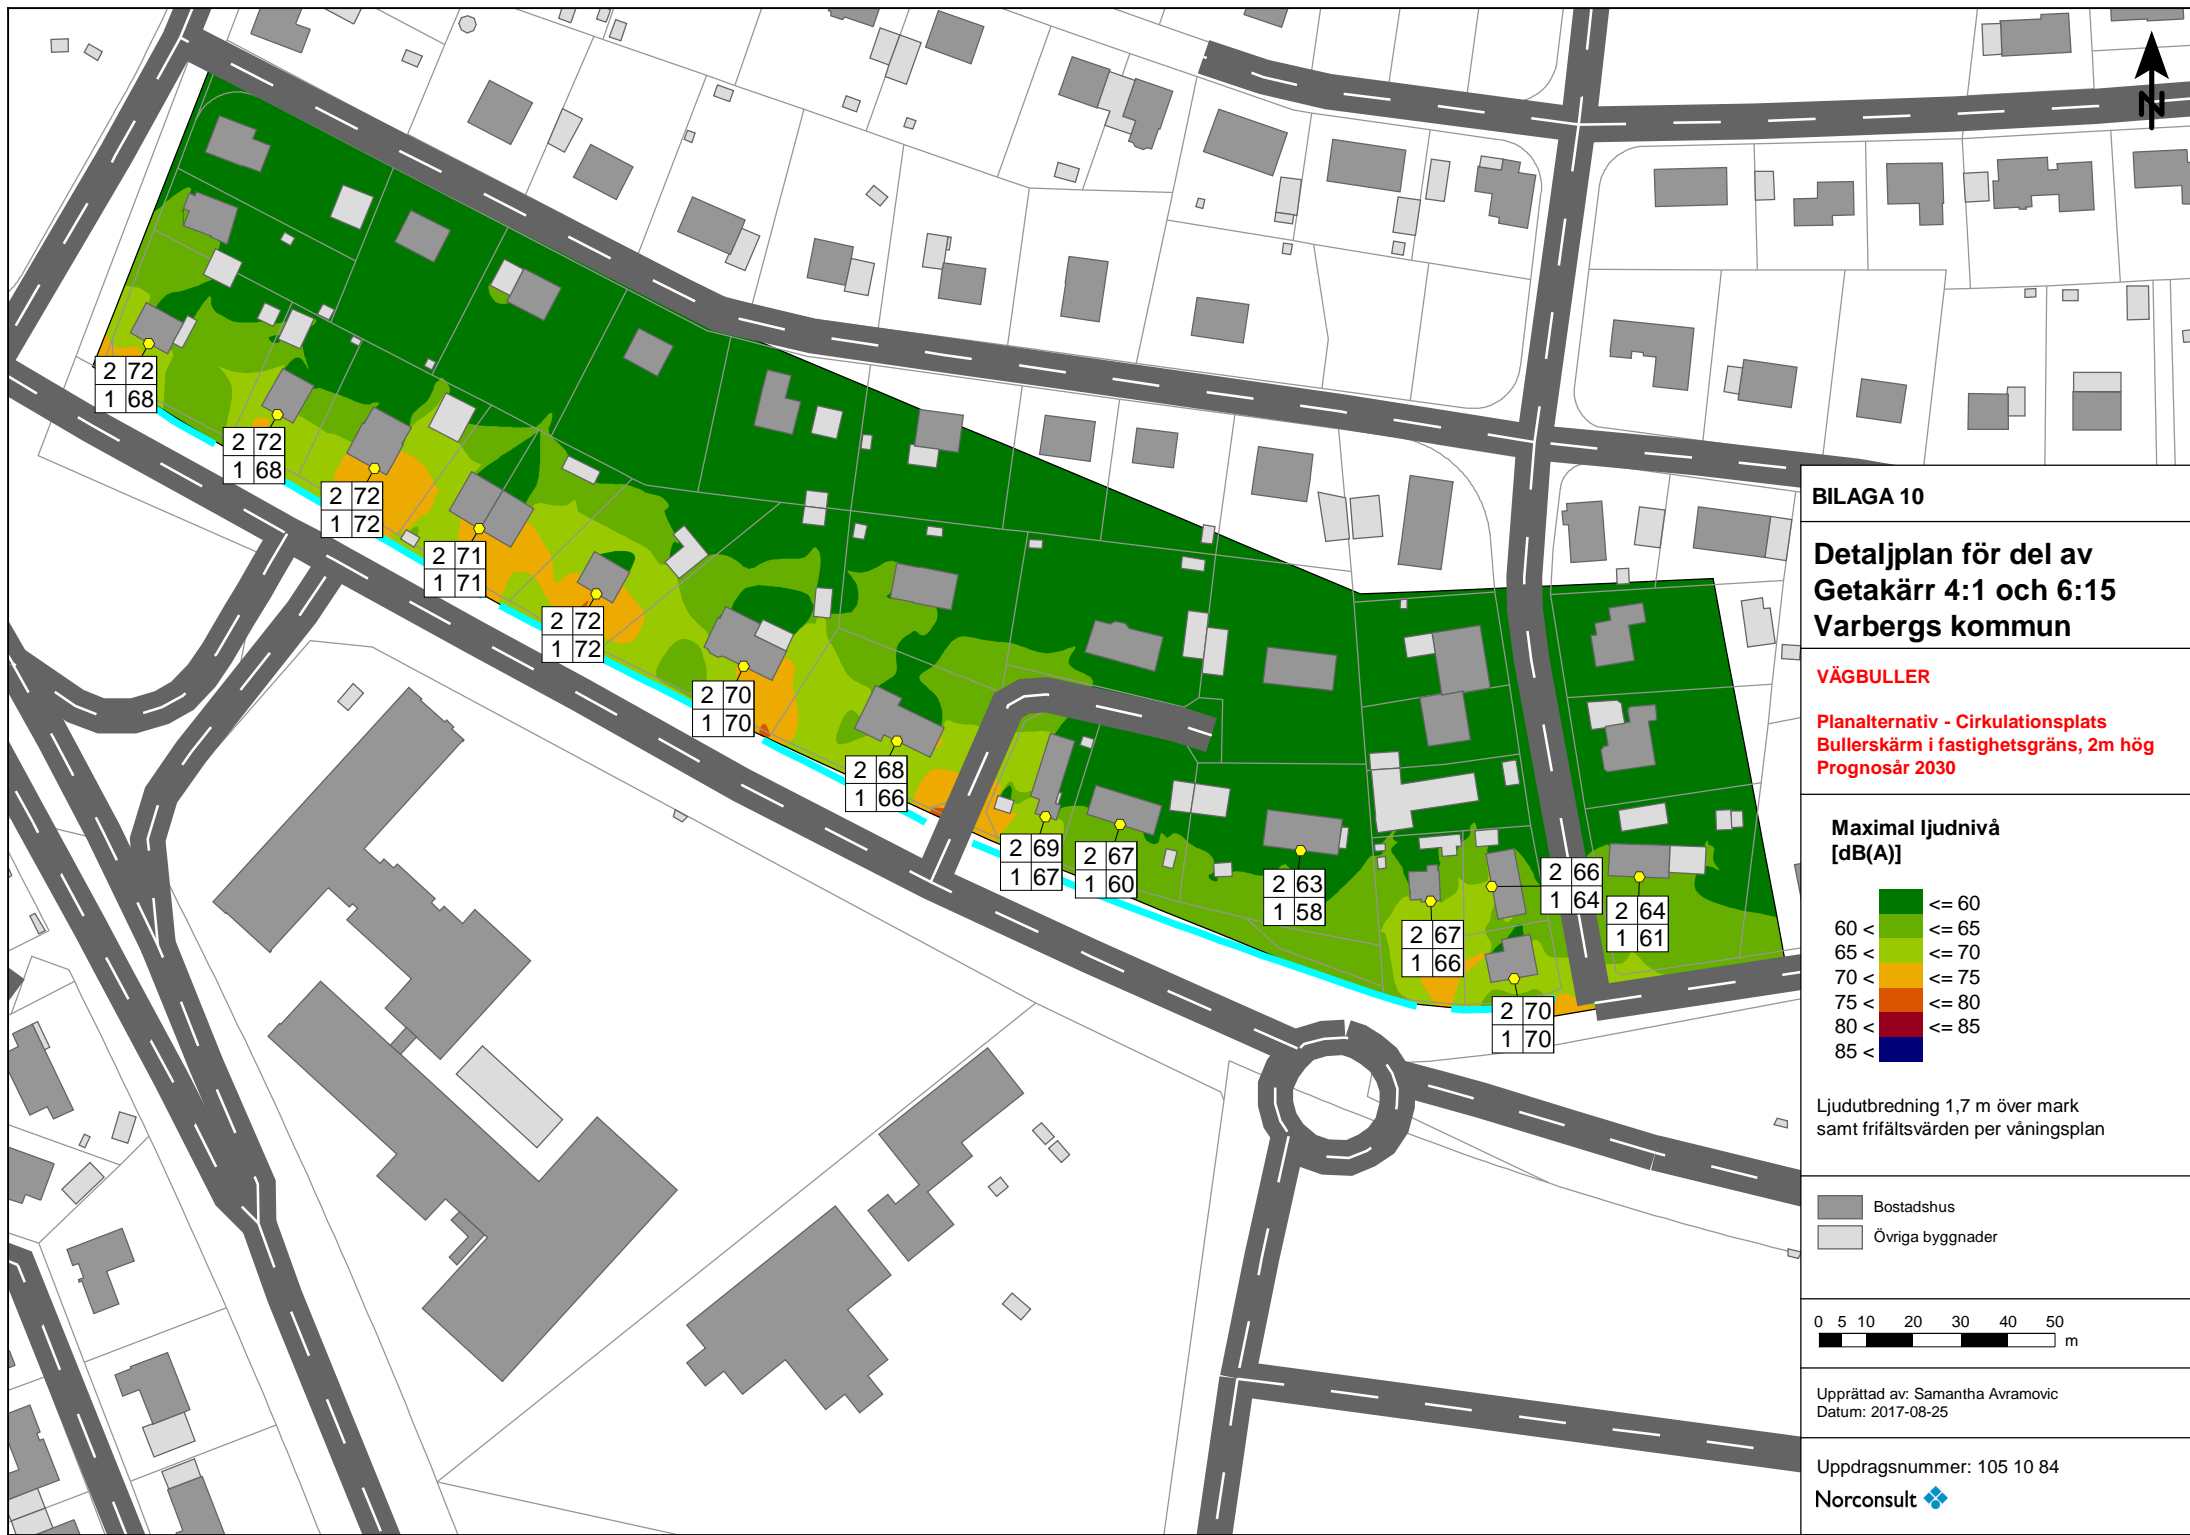 N
2 72
1 68
2 72
1 68
2 72
1 72
2 71
1 71
2 72
1 72
2 70
1 70
2 68
1 66
2 69
1 67
2 67
1 60
2 63
1 58
2 67
1 66
2 66
1 64
2 64
1 61
2 70
1 70
BILAGA 10
Detaljplan för del av
Getakärr 4:1 och 6:15
Varbergs kommun
VÄGBULLER
Planalternativ - Cirkulationsplats
Bullerskärm i fastighetsgräns, 2m hög
Prognosår 2030
Maximal ljudnivå
[dB(A)]
<= 60
60 < <= 65
65 < <= 70
70 < <= 75
75 < <= 80
80 < <= 85
85 <
Ljudutbredning 1,7 m över mark
samt frifältsvärden per våningsplan
Bostadshus
Övriga byggnader
0 5 10 20 30 40 50
m
Upprättad av: Samantha Avramovic
Datum: 2017-08-25
Uppdragsnummer: 105 10 84
Norconsult